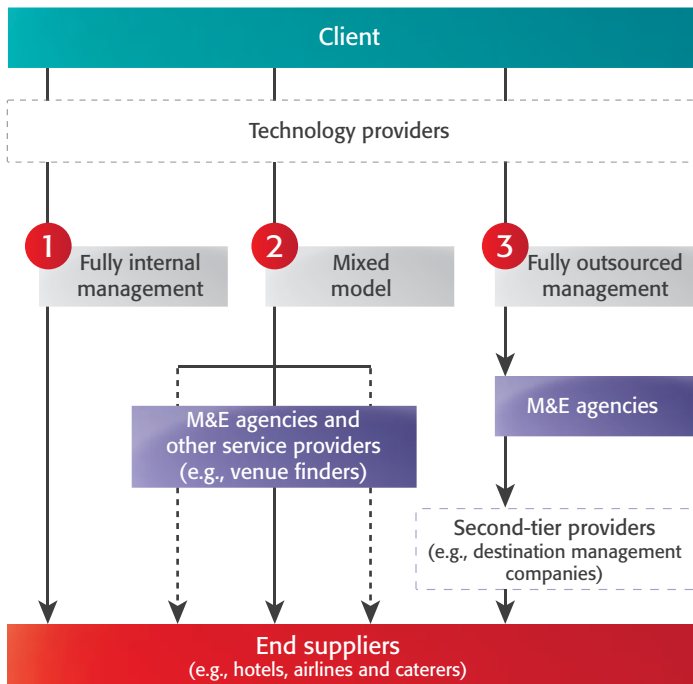 Client
Technology providers
1
Fully internal
management
2
Mixed
model
3
Fully outsourced
management
M&E agencies and
other service providers
(e.g., venue finders)
M&E agencies
Second-tier providers
(e.g., destination management
companies)
End suppliers
(e.g., hotels, airlines and caterers)